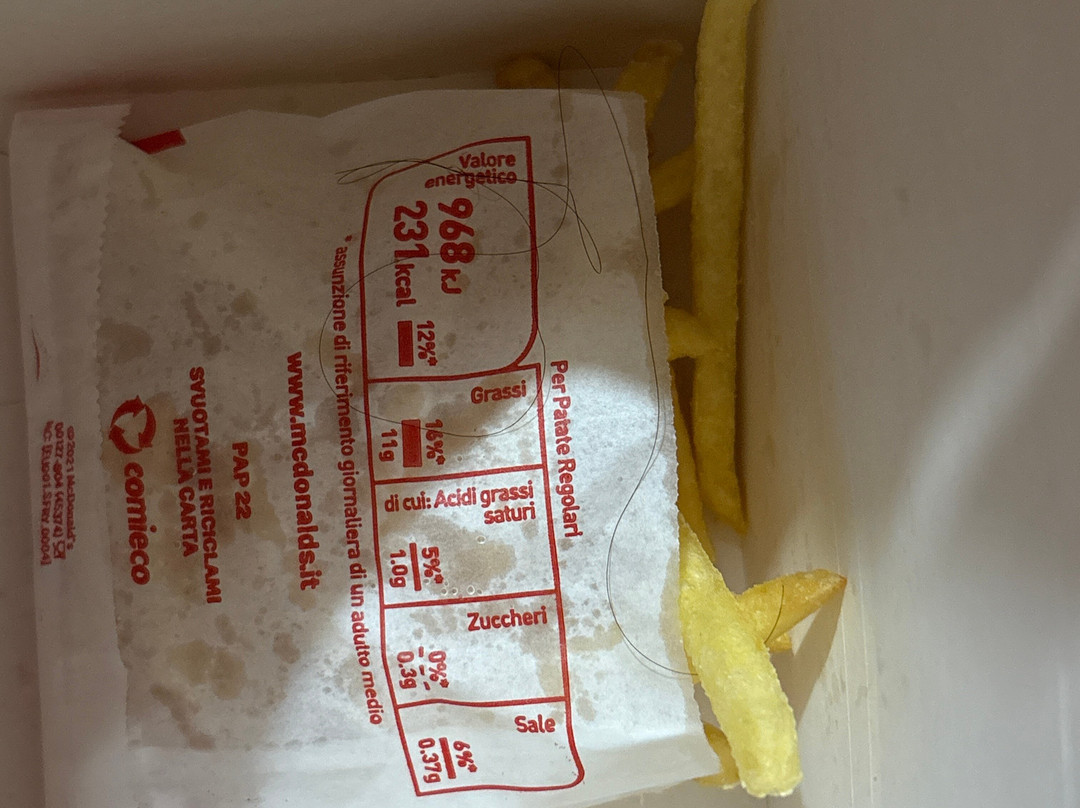 Per Patate Regolari
Valore
energetico
968 kJ
231 kcal
12%*
Grassi
16%*
11g
di cui: Acidi grassi
saturi
5%*
1.0g
Zuccheri
0%*
0.3g
Sale
6%*
0.37g
* assunzione di riferimento giornaliera di un adulto medio
www.mcdonalds.it
PAP 22
SVUOTAMI E RICICLAMI
NELLA CARTA
comieco
©2021 McDonald's